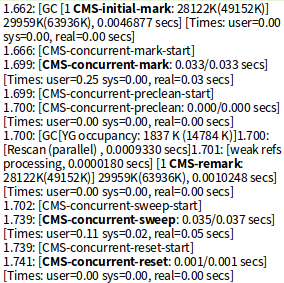 1.662: [GC [1 CMS-initial-mark: 28122K(49152K)]
29959K(63936K), 0.0046877 secs] [Times: user=0.00
sys=0.00, real=0.00 secs]
1.666: [CMS-concurrent-mark-start]
1.699: [CMS-concurrent-mark: 0.033/0.033 secs]
[Times: user=0.25 sys=0.00, real=0.03 secs]
1.699: [CMS-concurrent-preclean-start]
1.700: [CMS-concurrent-preclean: 0.000/0.000 secs]
[Times: user=0.00 sys=0.00, real=0.00 secs]
1.700: [GC[YG occupancy: 1837 K (14784 K)]1.700:
[Rescan (parallel) , 0.0009330 secs]1.701: [weak refs
processing, 0.0000180 secs] [1 CMS-remark:
28122K(49152K)] 29959K(63936K), 0.0010248 secs]
[Times: user=0.00 sys=0.00, real=0.00 secs]
1.702: [CMS-concurrent-sweep-start]
1.739: [CMS-concurrent-sweep: 0.035/0.037 secs]
[Times: user=0.11 sys=0.02, real=0.05 secs]
1.739: [CMS-concurrent-reset-start]
1.741: [CMS-concurrent-reset: 0.001/0.001 secs]
[Times: user=0.00 sys=0.00, real=0.00 secs]